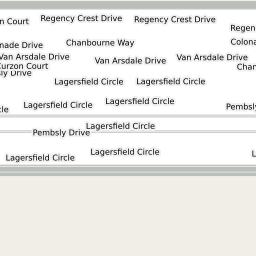 n Court
Regency Crest Drive
Regency Crest Drive
Regen
nade Drive
Chanbourne Way
Colona
Van Arsdale Drive
Van Arsdale Drive
Van Arsdale Drive
Curzon Court
Chan
ly Drive
Lagersfield Circle
Lagersfield Circle
cle
Lagersfield Circle
Lagersfield Circle
Pembsly
Lagersfield Circle
Pembsly Drive
Lagersfield Circle
Lagersfield Circle
L